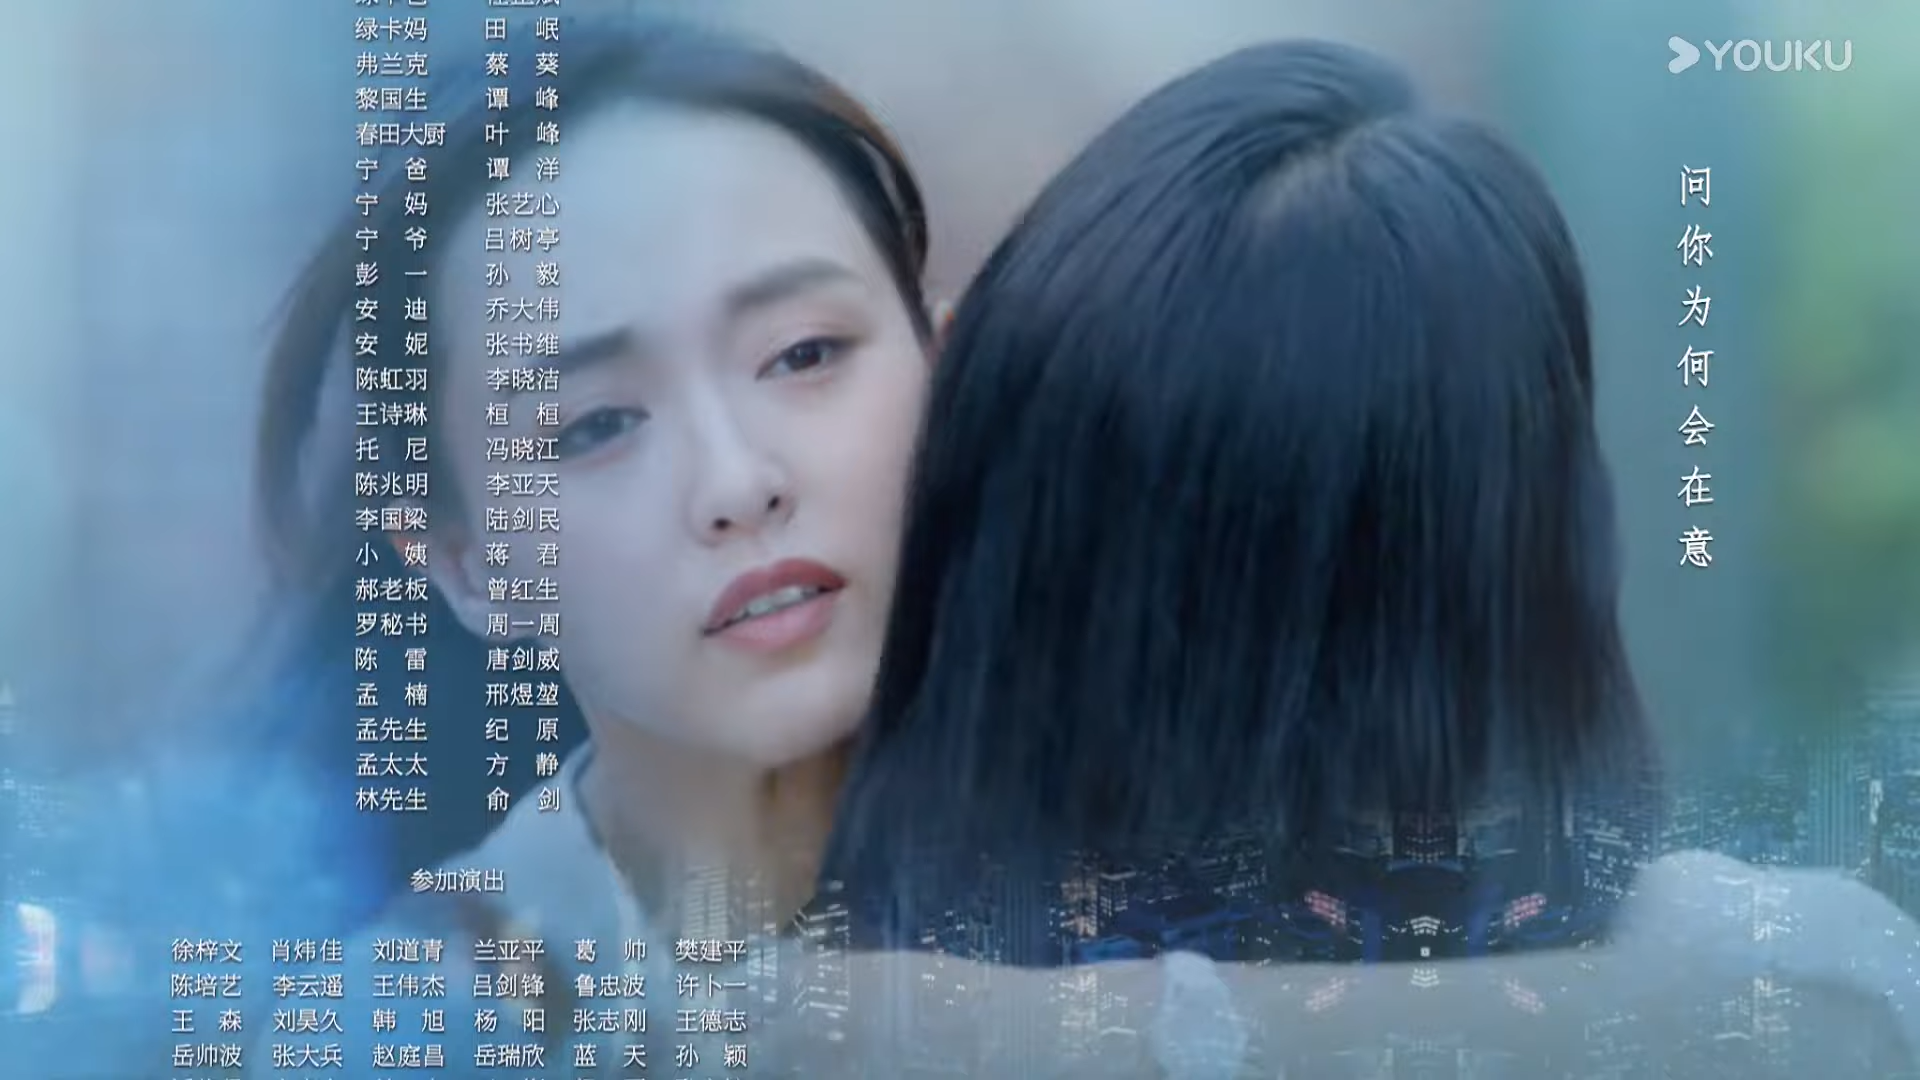 绿卡妈 田岷
弗兰克 蔡葵
黎国生 谭峰
春田大厨 叶峰
宁爸 谭洋
宁妈 张艺心
宁爷 吕树亭
彭一 孙毅
安迪 乔大伟
安妮 张书维
陈虹羽 李晓洁
王诗琳 桓桓
托尼 冯晓江
陈兆明 李亚天
李国梁 陆剑民
小姨 蒋君
郝老板 曾红生
罗秘书 周一周
陈雷 唐剑威
孟楠 邢煜堃
孟先生 纪原
孟太太 方静
林先生 俞剑
参加演出
徐梓文 肖炜佳 刘道青 兰亚平 葛帅 樊建平
陈培艺 李云遥 王伟杰 吕剑锋 鲁忠波 许卜一
王森 刘昊久 韩旭 杨阳 张志刚 王德志
岳帅波 张大兵 赵庭昌 岳瑞欣 蓝天 孙颖
YOUKU
问你为何会在意